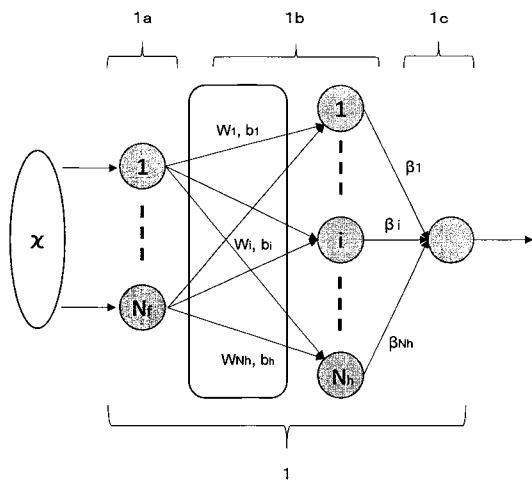 1a
1b
1c
1
W1, b1
1
β1
χ
Wi, bi
i
βi
Nf
WNh, bh
Nh
βNh
1